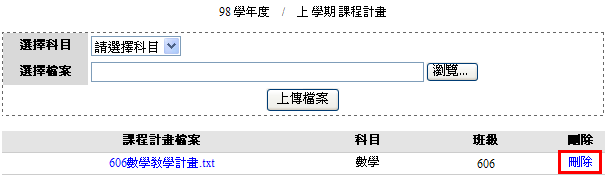 98 學年度 / 上 學期 課程計畫
選擇科目 請選擇科目
選擇檔案 瀏覽...
上傳檔案
課程計畫檔案 科目 班級 刪除
606數學教學計畫.txt 數學 606 刪除